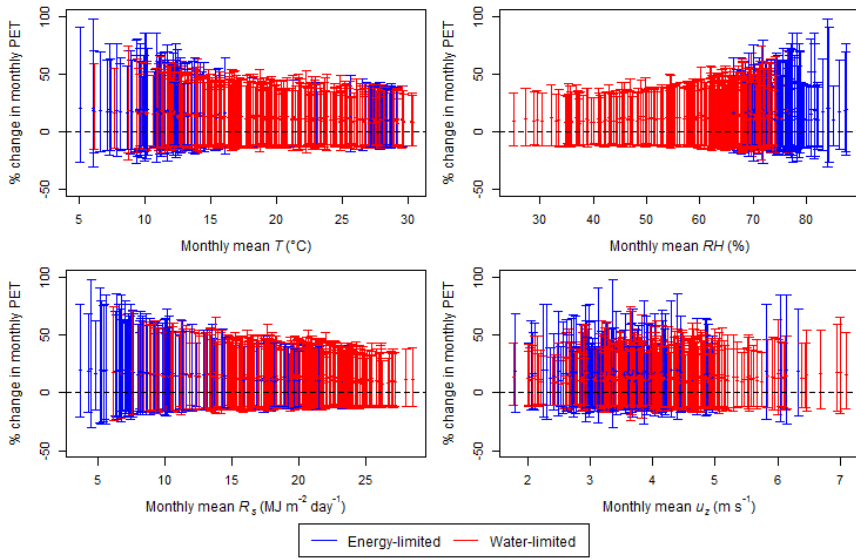 % change in monthly PET
100
50
0
-50
5 10 15 20 25 30
Monthly mean T (°C)
% change in monthly PET
100
50
0
-50
30 40 50 60 70 80
Monthly mean RH (%)
% change in monthly PET
100
50
0
-50
5 10 15 20 25
Monthly mean Rs (MJ m⁻² day⁻¹)
% change in monthly PET
100
50
0
-50
2 3 4 5 6 7
Monthly mean uz (m s⁻¹)
Energy-limited Water-limited